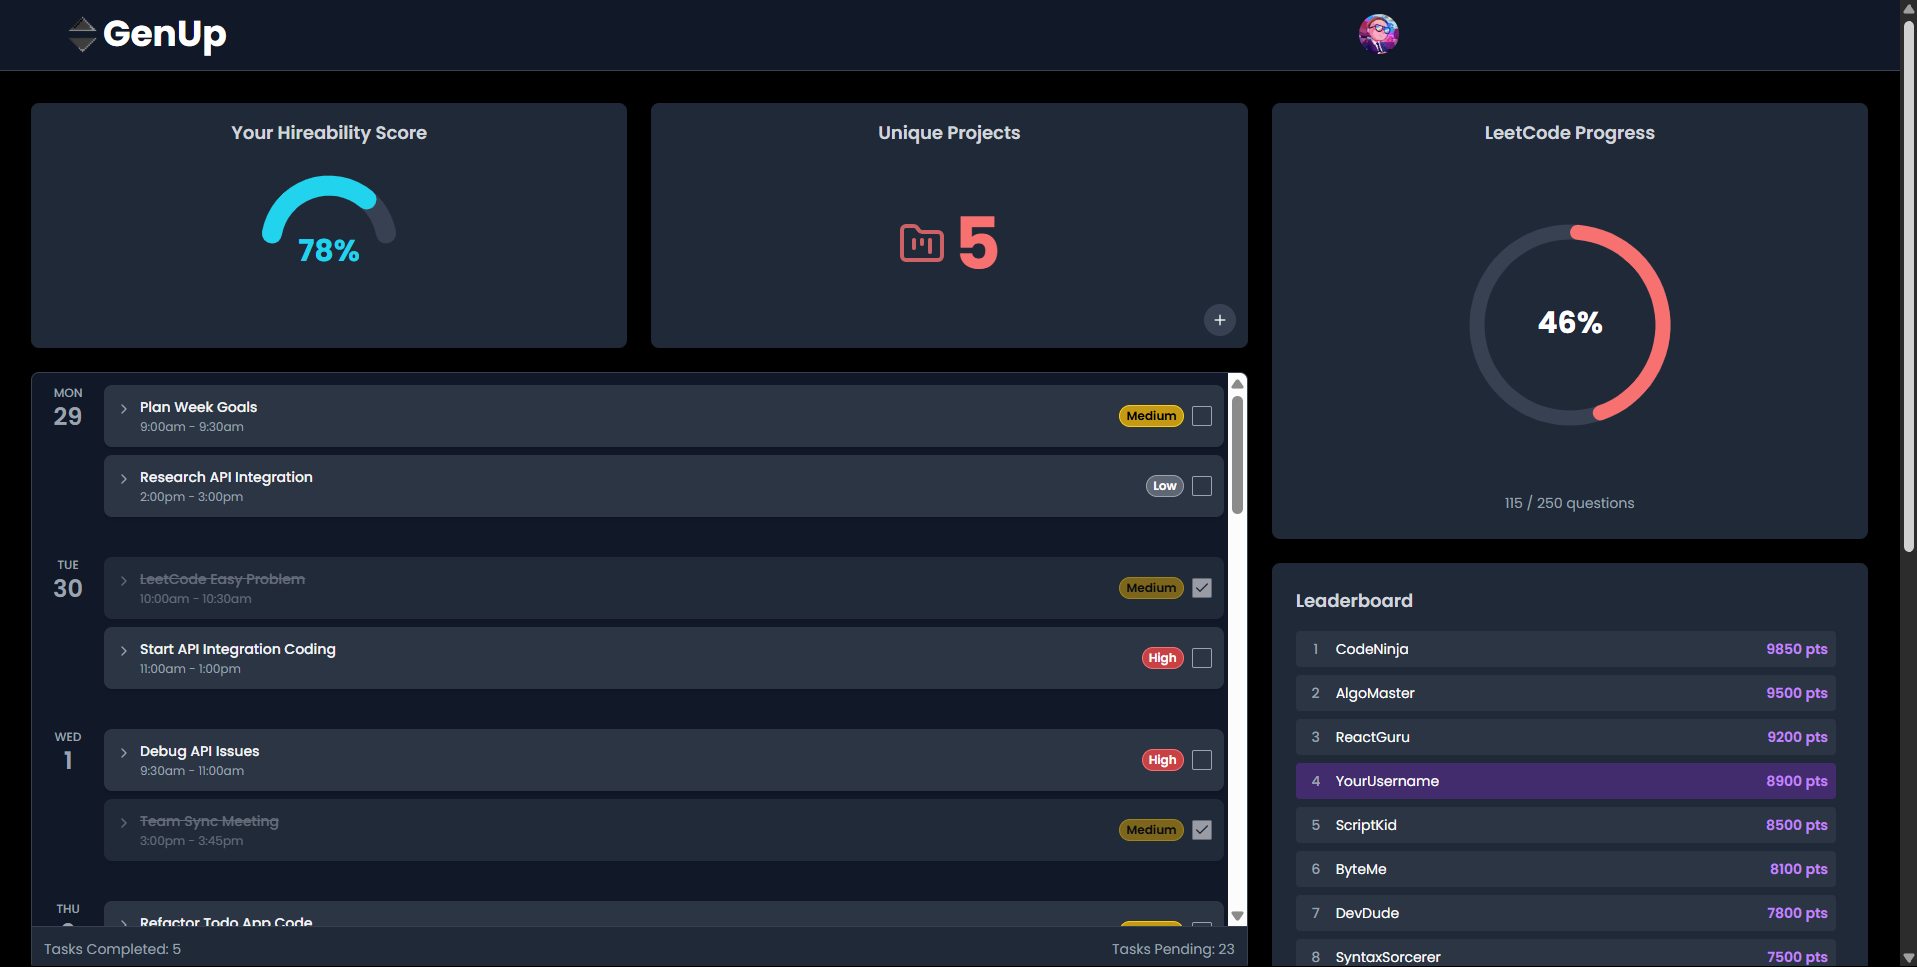 GenUp
Your Hireability Score
78%
Unique Projects
5
+
LeetCode Progress
46%
115 / 250 questions
MON
29
Plan Week Goals
9:00am - 9:30am
Medium
Research API Integration
2:00pm - 3:00pm
Low
TUE
30
LeetCode Easy Problem
10:00am - 10:30am
Medium
Start API Integration Coding
11:00am - 1:00pm
High
WED
1
Debug API Issues
9:30am - 11:00am
High
Team Sync Meeting
3:00pm - 3:45pm
Medium
THU
Refactor Todo App Code
Tasks Completed: 5
Tasks Pending: 23
Leaderboard
1 CodeNinja 9850 pts
2 AlgoMaster 9500 pts
3 ReactGuru 9200 pts
4 YourUsername 8900 pts
5 ScriptKid 8500 pts
6 ByteMe 8100 pts
7 DevDude 7800 pts
8 SyntaxSorcerer 7500 pts